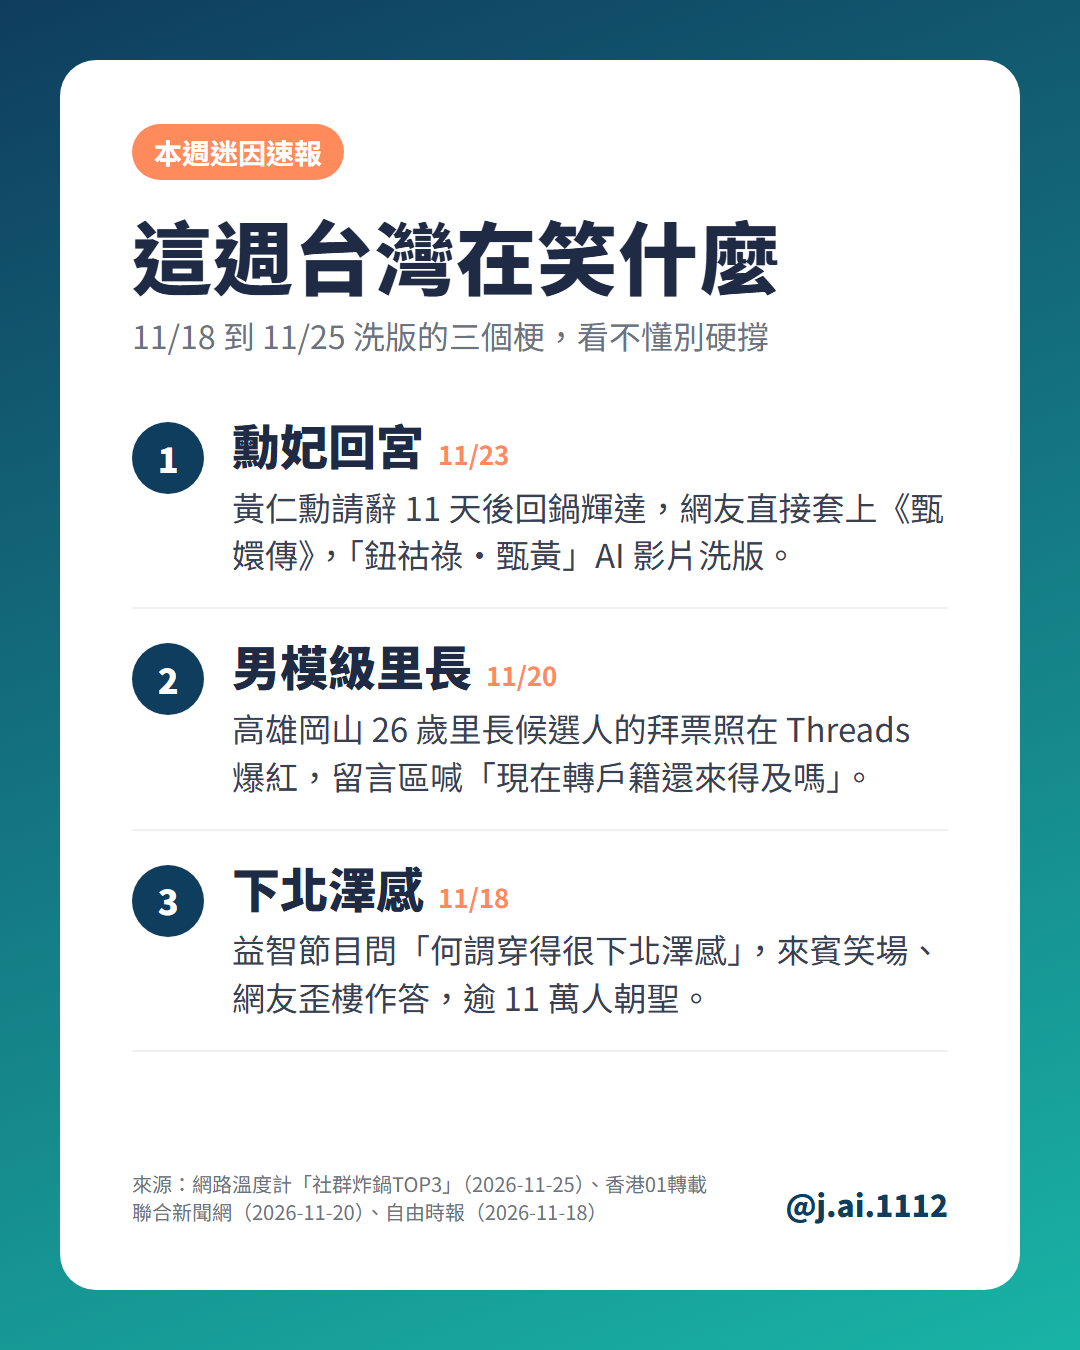 本週迷因速報
這週台灣在笑什麼
11/18 到 11/25 洗版的三個梗，看不懂別硬撐
1
勳妃回宮 11/23
黃仁勳請辭 11 天後回鍋輝達，網友直接套上《甄
嬛傳》，「鈕祜祿・甄黃」AI 影片洗版。
2
男模級里長 11/20
高雄岡山 26 歲里長候選人的拜票照在 Threads
爆紅，留言區喊「現在轉戶籍還來得及嗎」。
3
下北澤感 11/18
益智節目問「何謂穿得很下北澤感」，來賓笑場、
網友歪樓作答，逾 11 萬人朝聖。
來源：網路溫度計「社群炸鍋TOP3」（2026-11-25）、香港01轉載
聯合新聞網（2026-11-20）、自由時報（2026-11-18）
@j.ai.1112